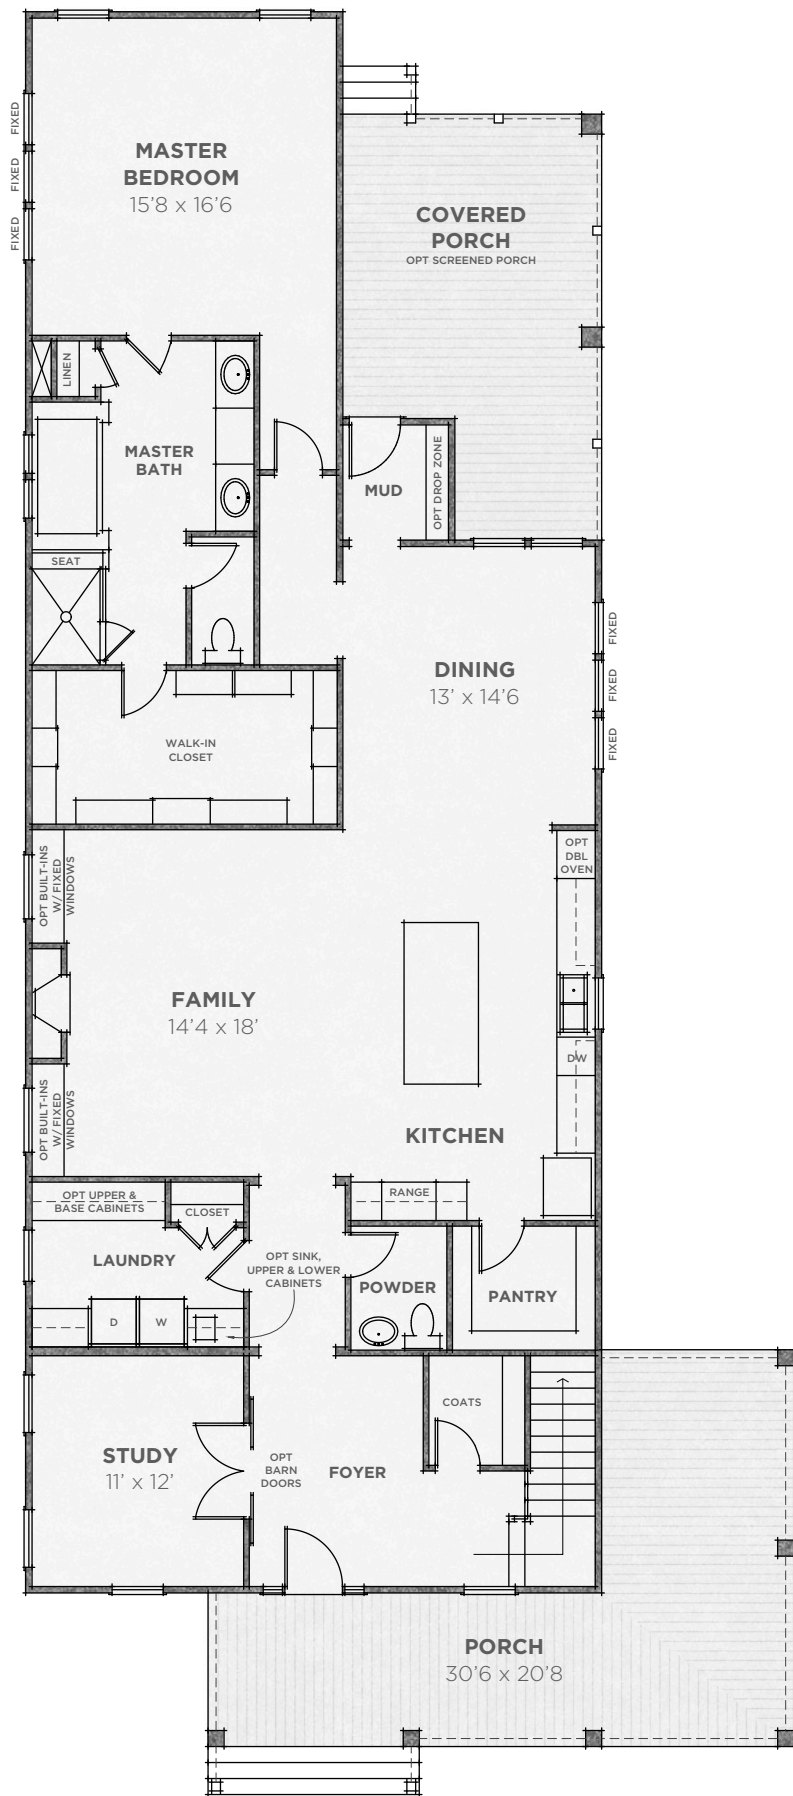 FIXED
FIXED
FIXED
MASTER
BEDROOM
15'8 x 16'6
COVERED
PORCH
OPT SCREENED PORCH
LINEN
MASTER
BATH
MUD
OPT DROP ZONE
SEAT
DINING
13' x 14'6
FIXED
FIXED
FIXED
WALK-IN
CLOSET
OPT BUILT-INS
W/ FIXED
WINDOWS
OPT
DBL
OVEN
FAMILY
14'4 x 18'
DW
OPT BUILT-INS
W/ FIXED
WINDOWS
KITCHEN
OPT UPPER &
BASE CABINETS
CLOSET
RANGE
LAUNDRY
OPT SINK,
UPPER & LOWER
CABINETS
POWDER
PANTRY
D
W
COATS
STUDY
11' x 12'
OPT
BARN
DOORS
FOYER
PORCH
30'6 x 20'8